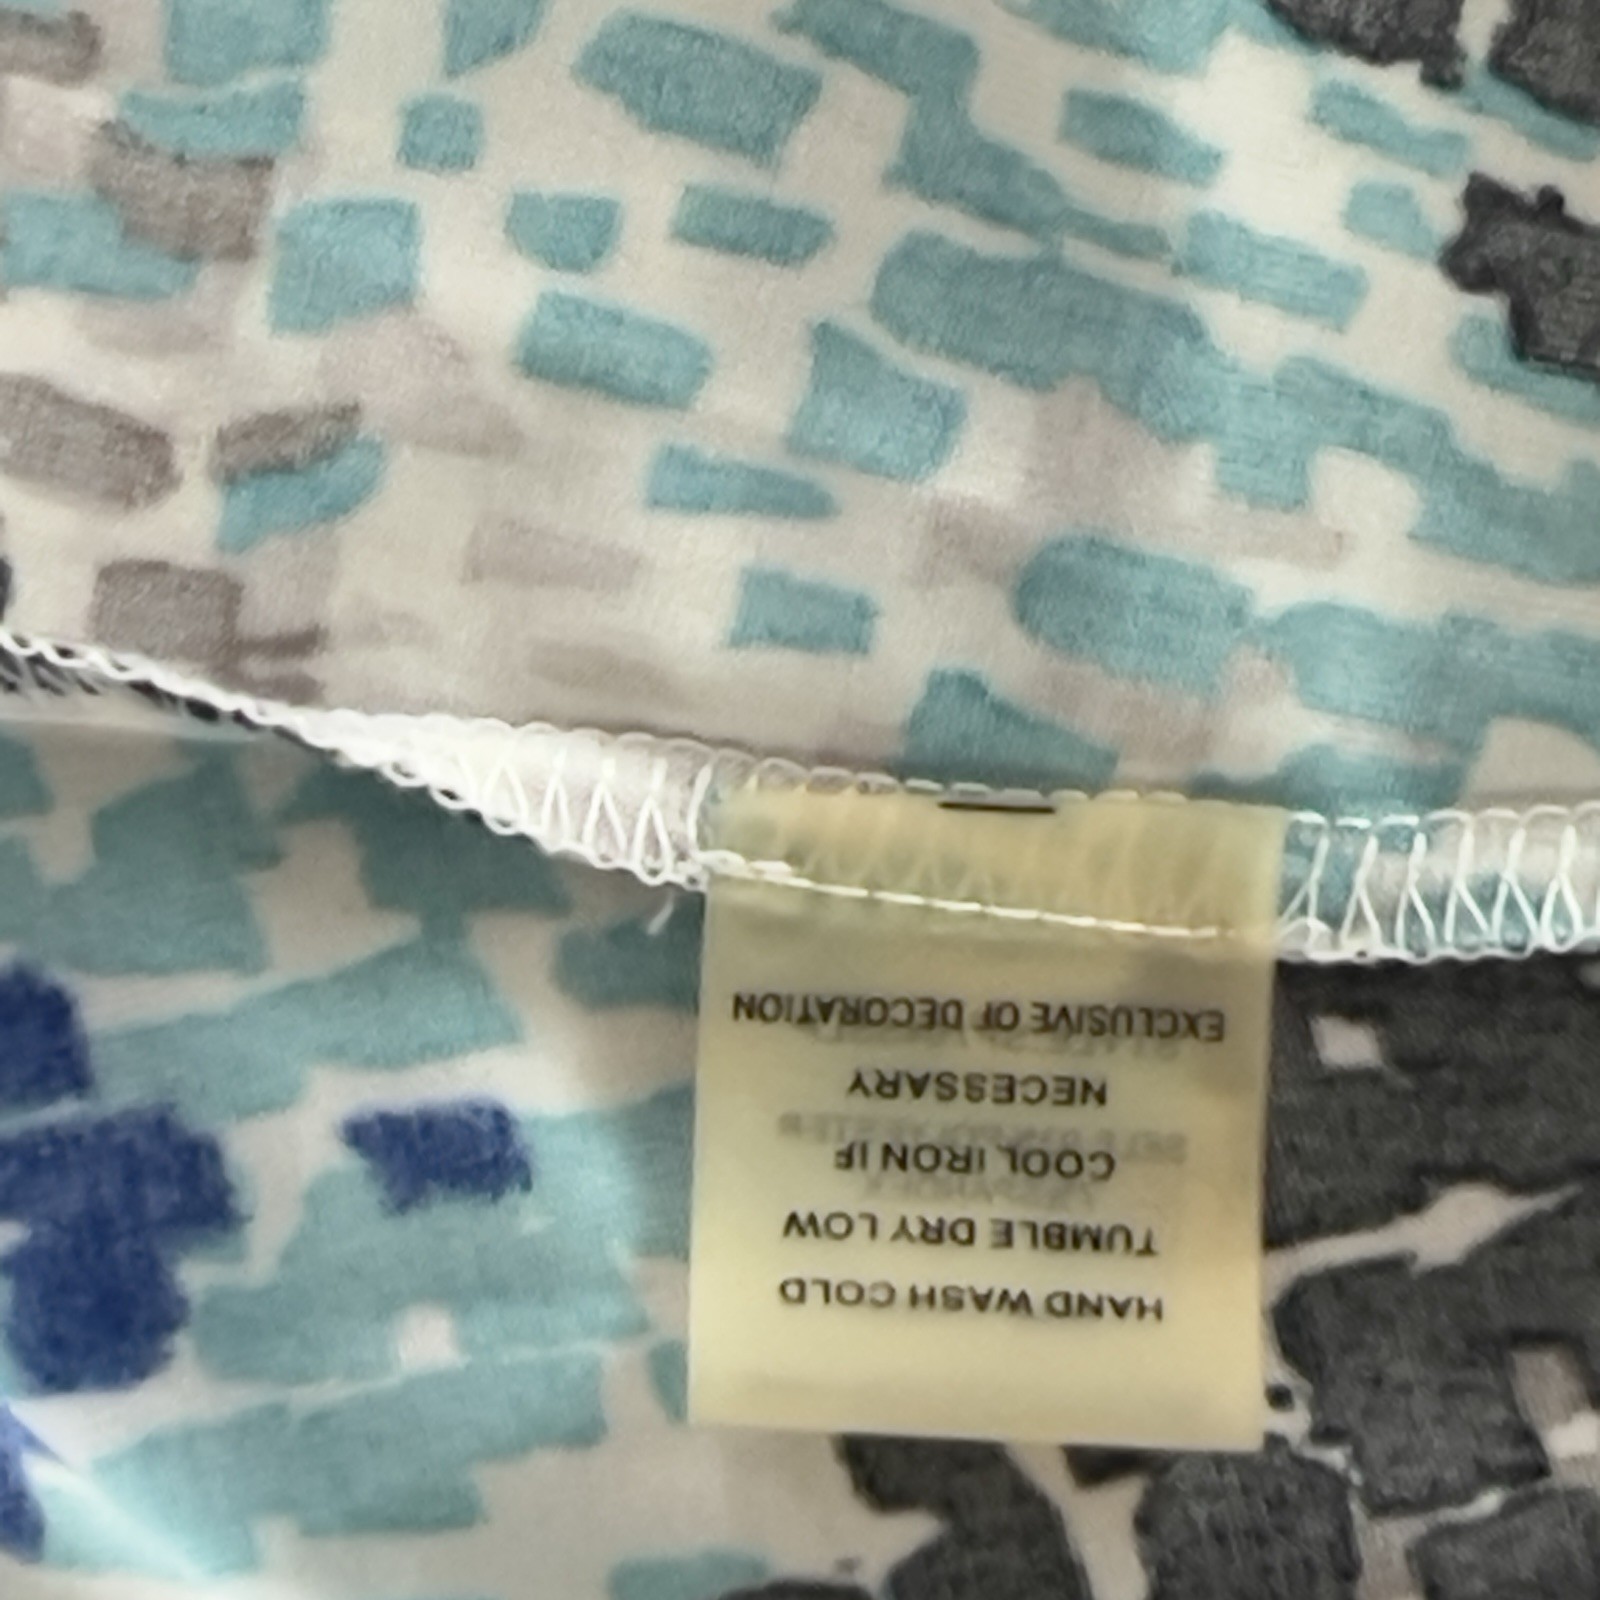 HAND WASH COLD
TUMBLE DRY LOW
COOL IRON IF
NECESSARY
EXCLUSIVE OF DECORATION